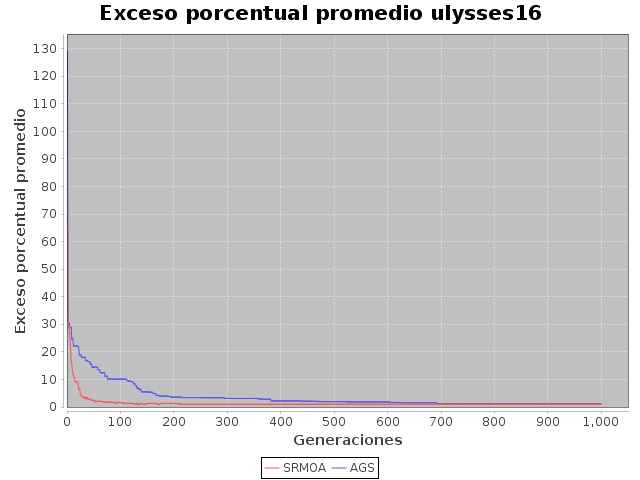 Exceso porcentual promedio ulysses16
Exceso porcentual promedio
130
120
110
100
90
80
70
60
50
40
30
20
10
0
0 100 200 300 400 500 600 700 800 900 1,000
Generaciones
SRMOA AGS